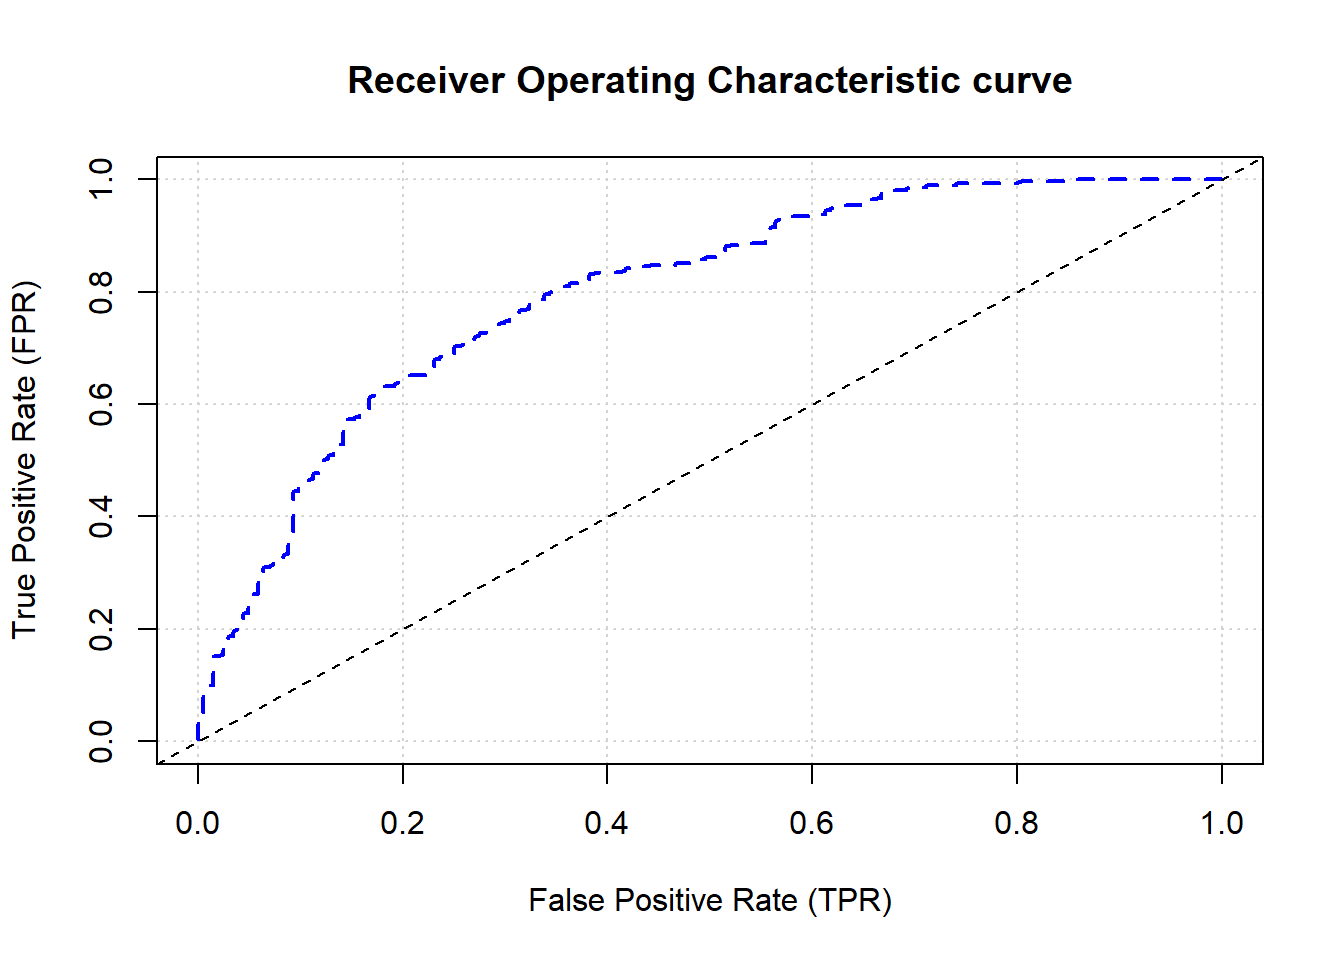 Receiver Operating Characteristic curve
True Positive Rate (FPR)
1.0
0.8
0.6
0.4
0.2
0.0
0.0 0.2 0.4 0.6 0.8 1.0
False Positive Rate (TPR)